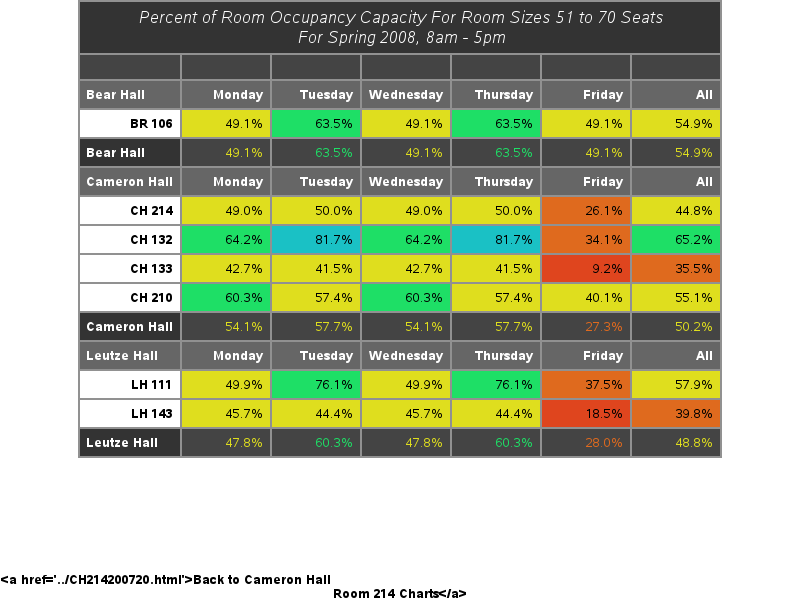 Percent of Room Occupancy Capacity For Room Sizes 51 to 70 Seats
For Spring 2008, 8am - 5pm
Bear Hall Monday Tuesday Wednesday Thursday Friday All
BR 106 49.1% 63.5% 49.1% 63.5% 49.1% 54.9%
Bear Hall 49.1% 63.5% 49.1% 63.5% 49.1% 54.9%
Cameron Hall Monday Tuesday Wednesday Thursday Friday All
CH 214 49.0% 50.0% 49.0% 50.0% 26.1% 44.8%
CH 132 64.2% 81.7% 64.2% 81.7% 34.1% 65.2%
CH 133 42.7% 41.5% 42.7% 41.5% 9.2% 35.5%
CH 210 60.3% 57.4% 60.3% 57.4% 40.1% 55.1%
Cameron Hall 54.1% 57.7% 54.1% 57.7% 27.3% 50.2%
Leutze Hall Monday Tuesday Wednesday Thursday Friday All
LH 111 49.9% 76.1% 49.9% 76.1% 37.5% 57.9%
LH 143 45.7% 44.4% 45.7% 44.4% 18.5% 39.8%
Leutze Hall 47.8% 60.3% 47.8% 60.3% 28.0% 48.8%
<a href='../CH214200720.html'>Back to Cameron Hall
Room 214 Charts</a>